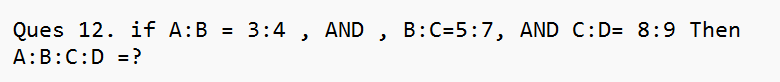 Ques 12. if A:B = 3:4 , AND , B:C=5:7, AND C:D= 8:9 Then
A:B:C:D =?